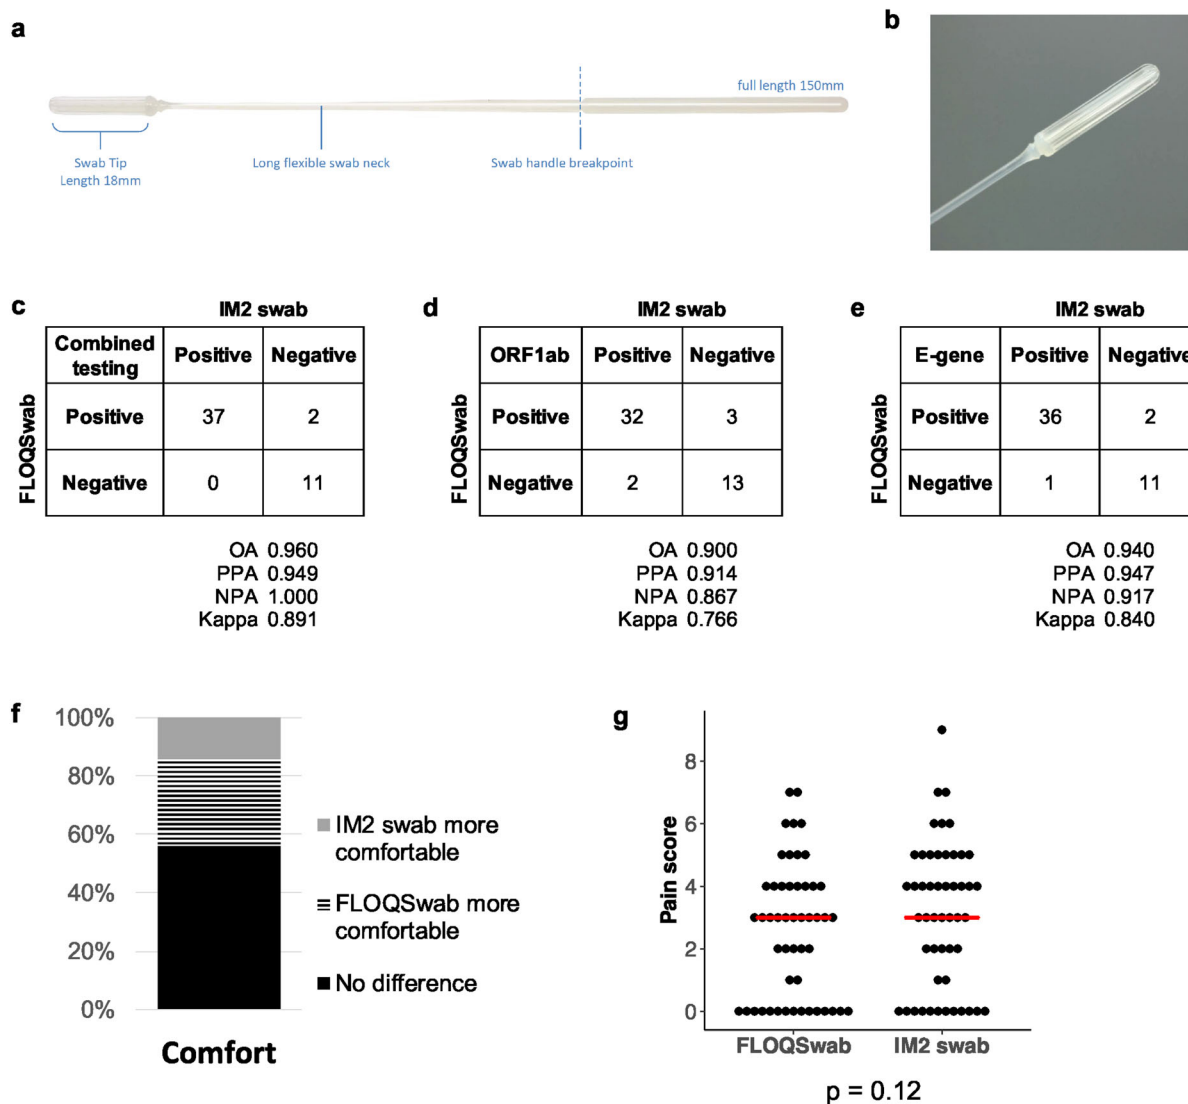 a
full length 150mm
Swab Tip
Length 18mm
Long flexible swab neck
Swab handle breakpoint
b
c
IM2 swab
FLOQSwab
Combined testing Positive Negative
Positive 37 2
Negative 0 11
OA 0.960
PPA 0.949
NPA 1.000
Kappa 0.891
d
IM2 swab
FLOQSwab
ORF1ab Positive Negative
Positive 32 3
Negative 2 13
OA 0.900
PPA 0.914
NPA 0.867
Kappa 0.766
e
IM2 swab
FLOQSwab
E-gene Positive Negative
Positive 36 2
Negative 1 11
OA 0.940
PPA 0.947
NPA 0.917
Kappa 0.840
f
100%
80%
60%
40%
20%
0%
Comfort
IM2 swab more
comfortable
FLOQSwab more
comfortable
No difference
g
Pain score
8
6
4
2
0
FLOQSwab IM2 swab
p = 0.12